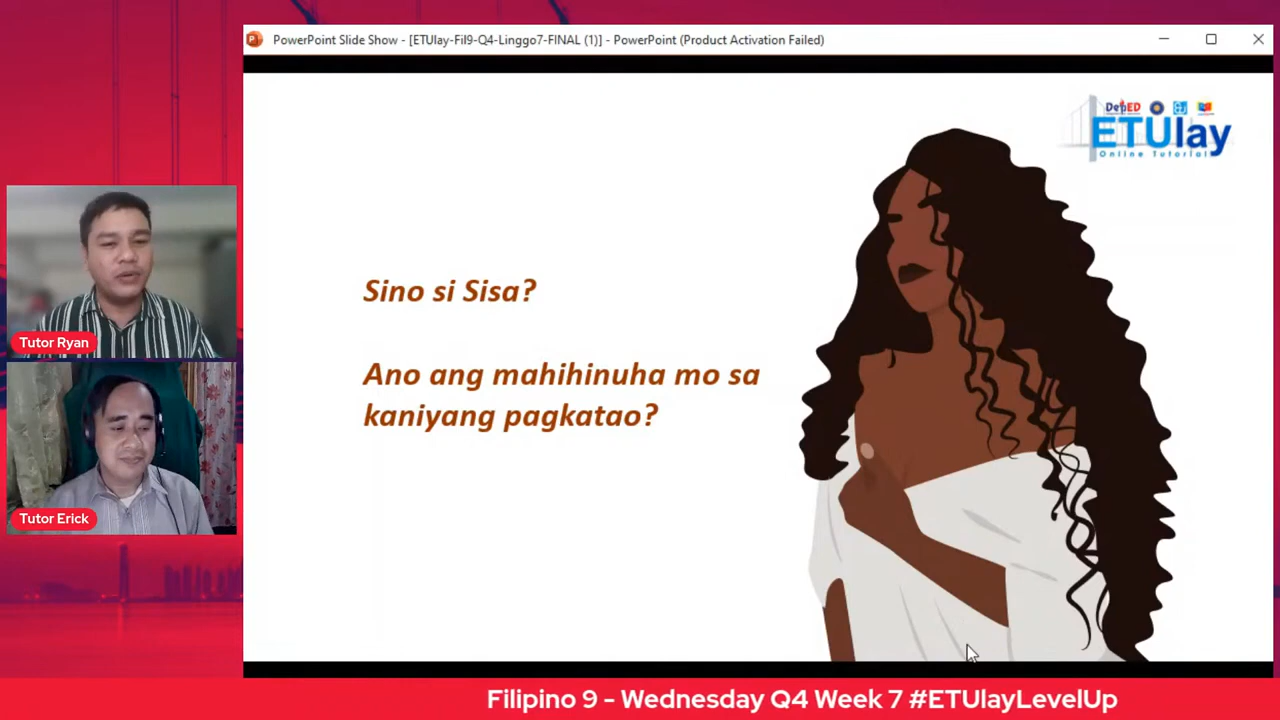 PowerPoint Slide Show - [ETUlay-Fil9-Q4-Linggo7-FINAL (1)] - PowerPoint (Product Activation Failed)
DepED
ETUlay
Online Tutorial
Sino si Sisa?
Ano ang mahihinuha mo sa
kaniyang pagkatao?
Tutor Ryan
Tutor Erick
Filipino 9 - Wednesday Q4 Week 7 #ETUlayLevelUp